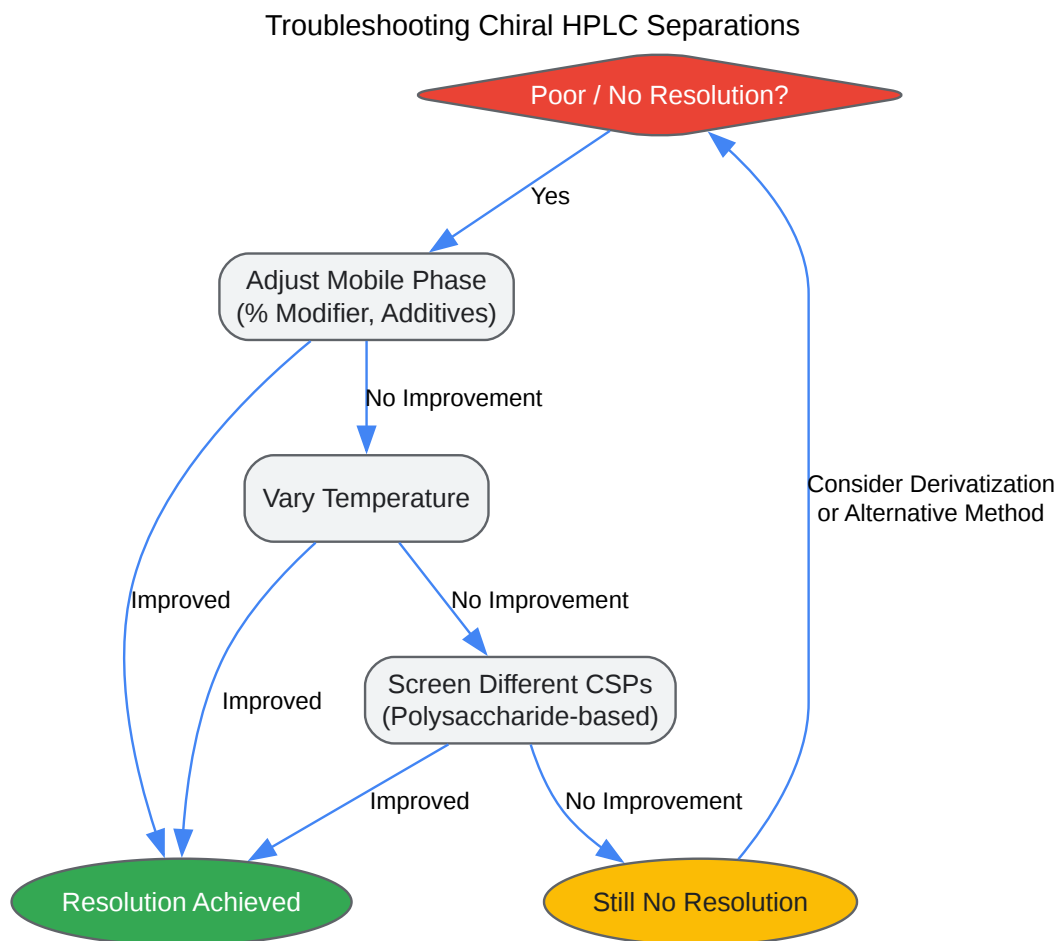 Troubleshooting Chiral HPLC Separations
Poor / No Resolution?
Yes
Adjust Mobile Phase
(% Modifier, Additives)
No Improvement
Vary Temperature
Consider Derivatization
or Alternative Method
Improved
No Improvement
Screen Different CSPs
(Polysaccharide-based)
Improved
Improved
No Improvement
Resolution Achieved
Still No Resolution